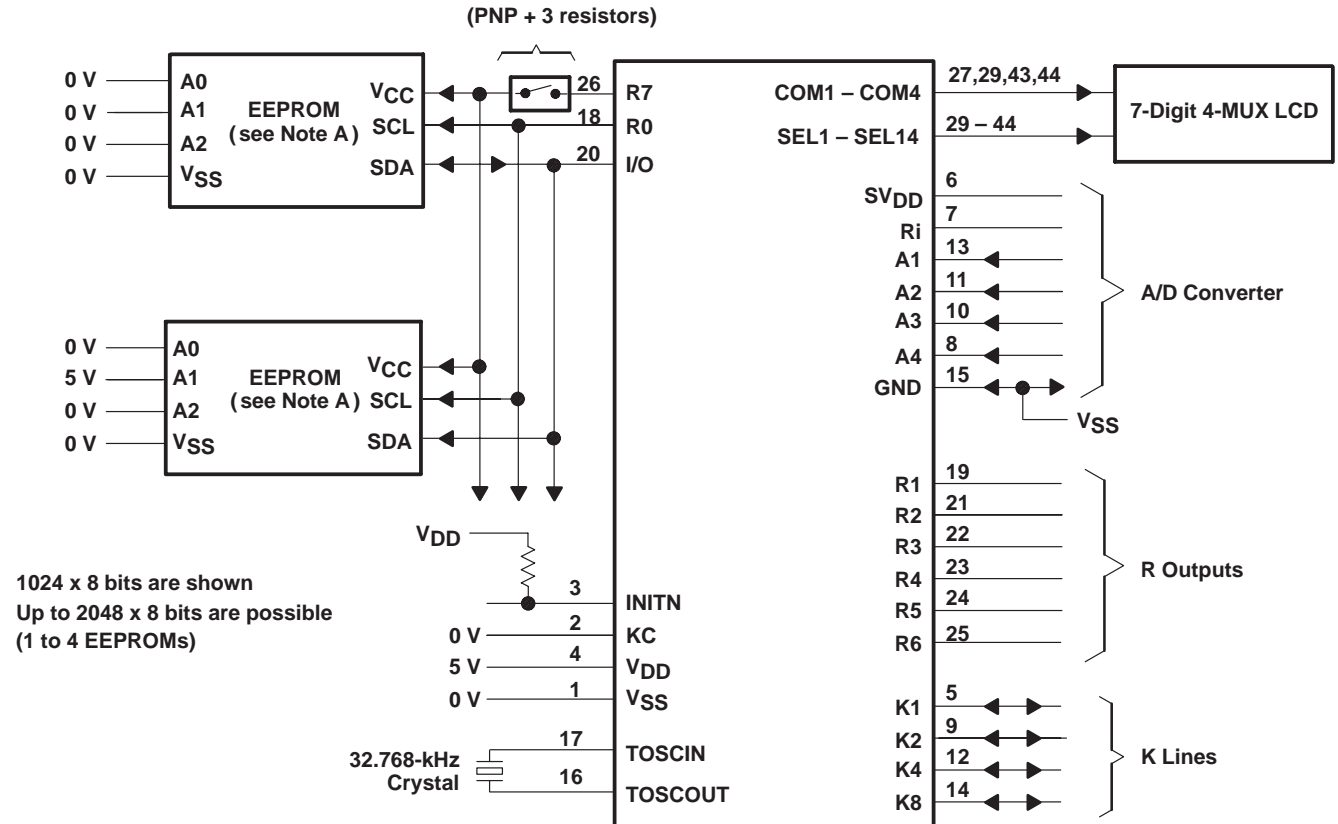 (PNP + 3 resistors)
0 V
A0
0 V
A1
0 V
A2
0 V
VSS
EEPROM
(see Note A)
VCC
SCL
SDA
26
R7
18
R0
20
I/O
0 V
A0
5 V
A1
0 V
A2
0 V
VSS
EEPROM
(see Note A)
VCC
SCL
SDA
VDD
1024 x 8 bits are shown
Up to 2048 x 8 bits are possible
(1 to 4 EEPROMs)
3
INITN
0 V
2
KC
5 V
4
VDD
0 V
1
VSS
32.768-kHz
Crystal
17
TOSCIN
16
TOSCOUT
COM1 – COM4
27,29,43,44
SEL1 – SEL14
29 – 44
7-Digit 4-MUX LCD
SVDD
6
Ri
7
A1
13
A2
11
A3
10
A4
8
GND
15
VSS
A/D Converter
R1
19
R2
21
R3
22
R4
23
R5
24
R6
25
R Outputs
K1
5
K2
9
K4
12
K8
14
K Lines